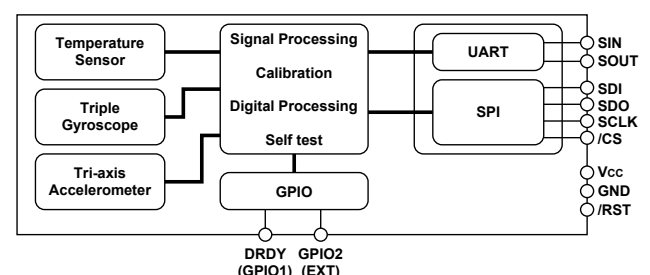 Temperature
Sensor
Triple
Gyroscope
Tri-axis
Accelerometer
Signal Processing
Calibration
Digital Processing
Self test
GPIO
UART
SPI
SIN
SOUT
SDI
SDO
SCLK
/CS
Vcc
GND
/RST
DRDY
(GPIO1)
GPIO2
(EXT)